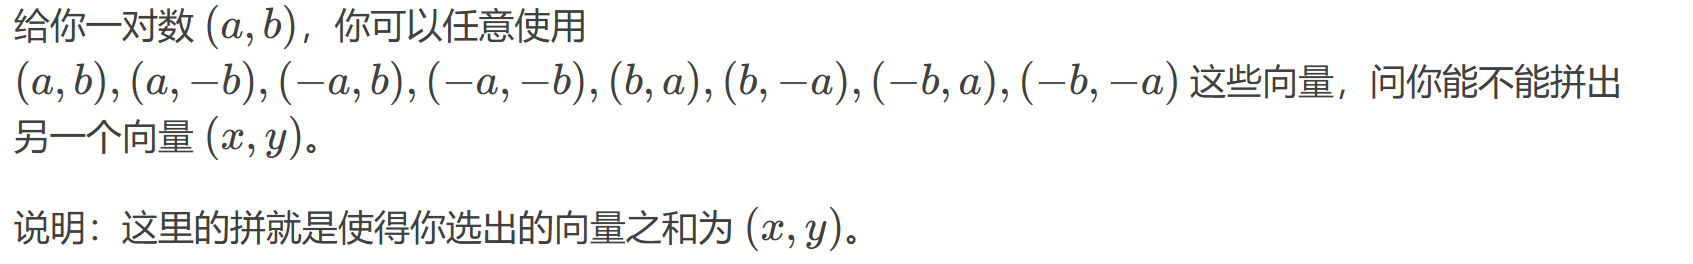 给你一对数 (a, b)，你可以任意使用
(a, b), (a, −b), (−a, b), (−a, −b), (b, a), (b, −a), (−b, a), (−b, −a) 这些向量，问你能不能拼出
另一个向量 (x, y)。
说明：这里的拼就是使得你选出的向量之和为 (x, y)。